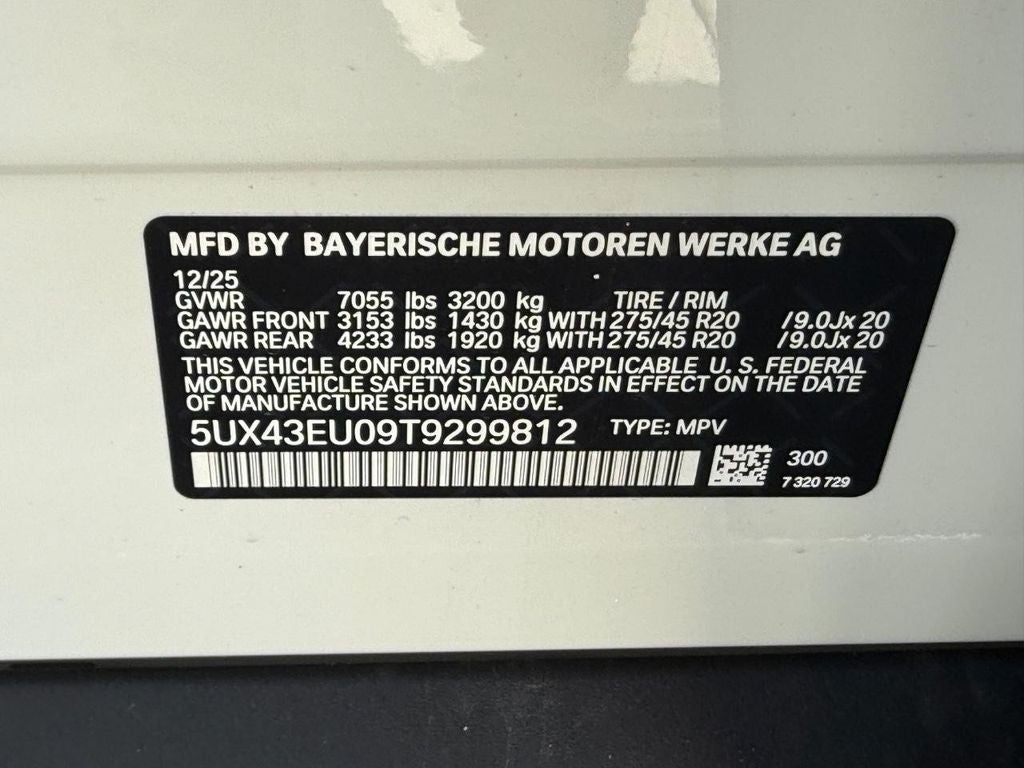 MFD BY BAYERISCHE MOTOREN WERKE AG
12/25
GVWR 7055 lbs 3200 kg TIRE / RIM
GAWR FRONT 3153 lbs 1430 kg WITH 275/45 R20 /9.0Jx 20
GAWR REAR 4233 lbs 1920 kg WITH 275/45 R20 /9.0Jx 20
THIS VEHICLE CONFORMS TO ALL APPLICABLE U. S. FEDERAL
MOTOR VEHICLE SAFETY STANDARDS IN EFFECT ON THE DATE
OF MANUFACTURE SHOWN ABOVE.
5UX43EU09T9299812 TYPE: MPV
300
7 320 729